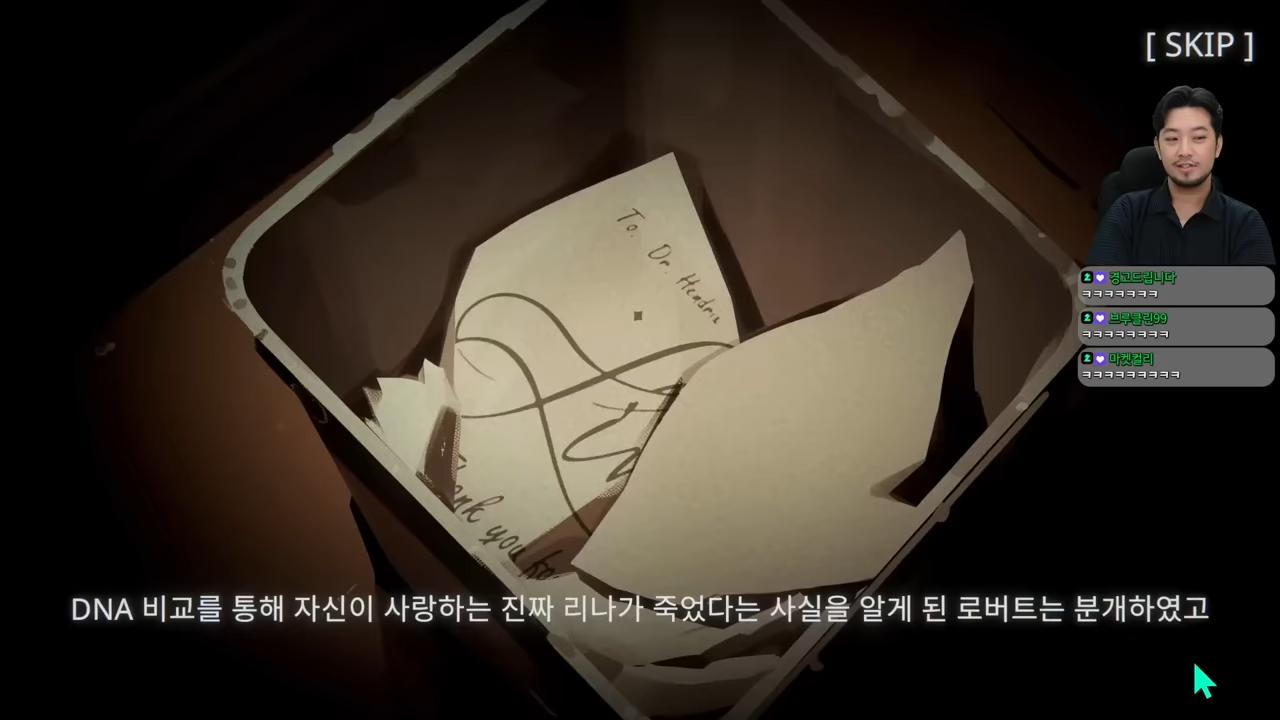 [ SKIP ]
To. Dr. Hendrix
경고드립니다
ㅋㅋㅋㅋㅋㅋㅋ
브루클린99
ㅋㅋㅋㅋㅋㅋㅋㅋ
마켓컬리
ㅋㅋㅋㅋㅋㅋㅋㅋㅋ
you
DNA 비교를 통해 자신이 사랑하는 진짜 리나가 죽었다는 사실을 알게 된 로버트는 분개하였고